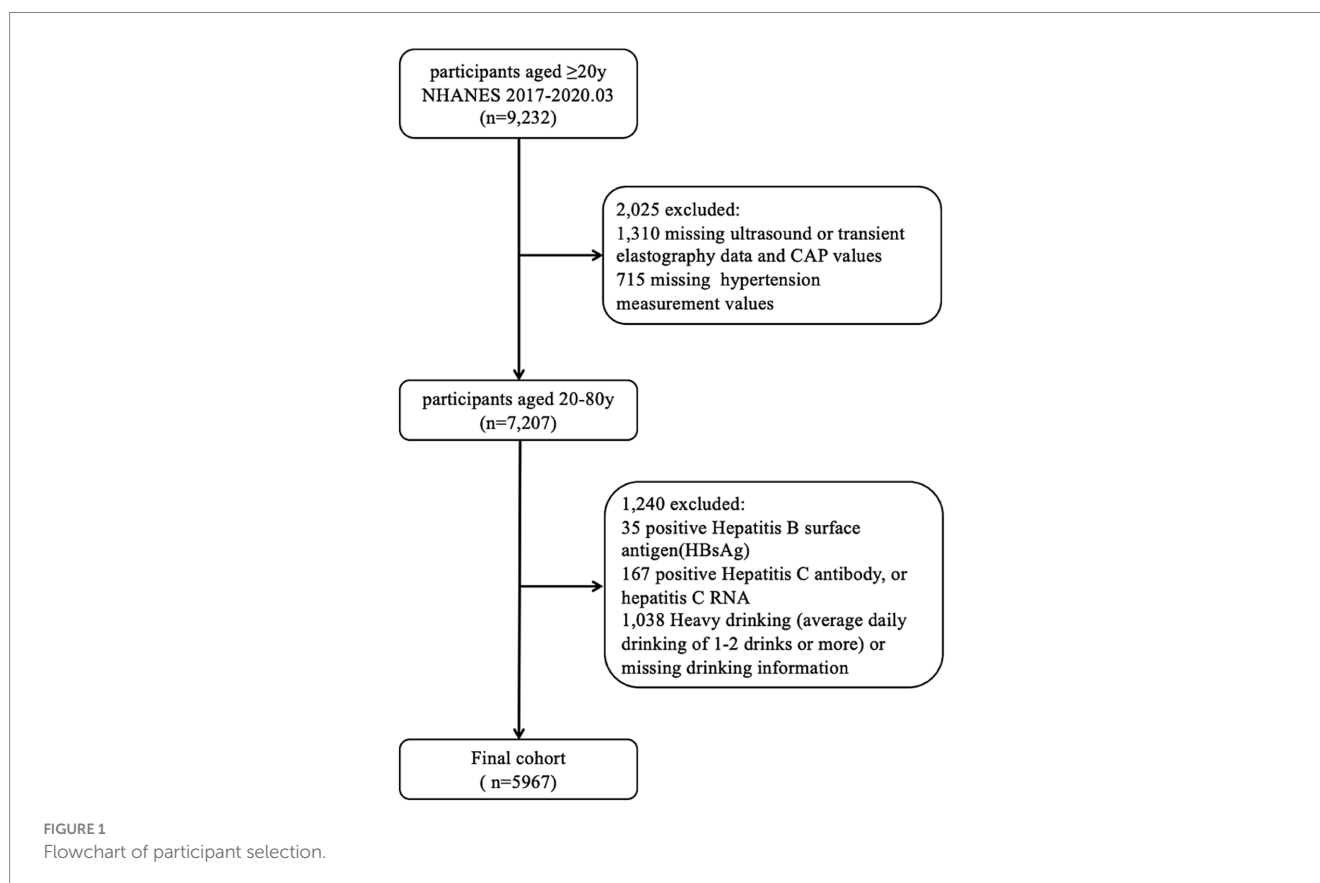 participants aged ≥20y
NHANES 2017-2020.03
(n=9,232)
2,025 excluded:
1,310 missing ultrasound or transient
elastography data and CAP values
715 missing hypertension
measurement values
participants aged 20-80y
(n=7,207)
1,240 excluded:
35 positive Hepatitis B surface
antigen(HBsAg)
167 positive Hepatitis C antibody, or
hepatitis C RNA
1,038 Heavy drinking (average daily
drinking of 1-2 drinks or more) or
missing drinking information
Final cohort
( n=5967)
FIGURE 1
Flowchart of participant selection.